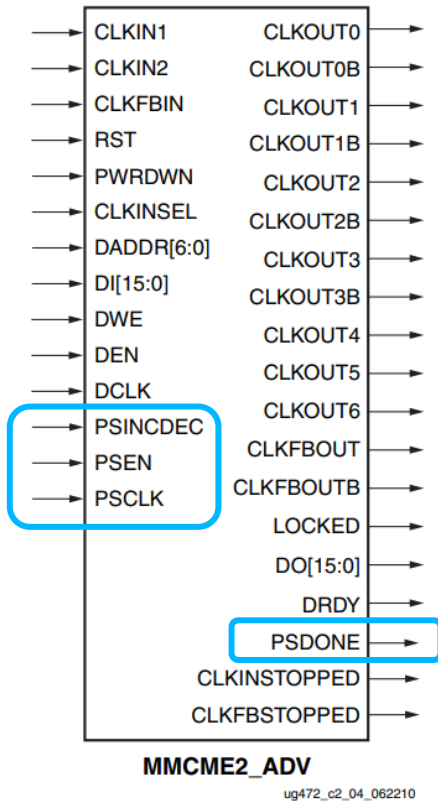 CLKIN1 CLKOUT0
CLKIN2 CLKOUT0B
CLKFBIN CLKOUT1
RST CLKOUT1B
PWRDWN CLKOUT2
CLKINSEL CLKOUT2B
DADDR[6:0] CLKOUT3
DI[15:0] CLKOUT3B
DWE CLKOUT4
DEN CLKOUT5
DCLK CLKOUT6
PSINCDEC CLKFBOUT
PSEN CLKFBOUTB
PSCLK LOCKED
DO[15:0]
DRDY
PSDONE
CLKINSTOPPED
CLKFBSTOPPED
MMCME2_ADV
ug472_c2_04_062210